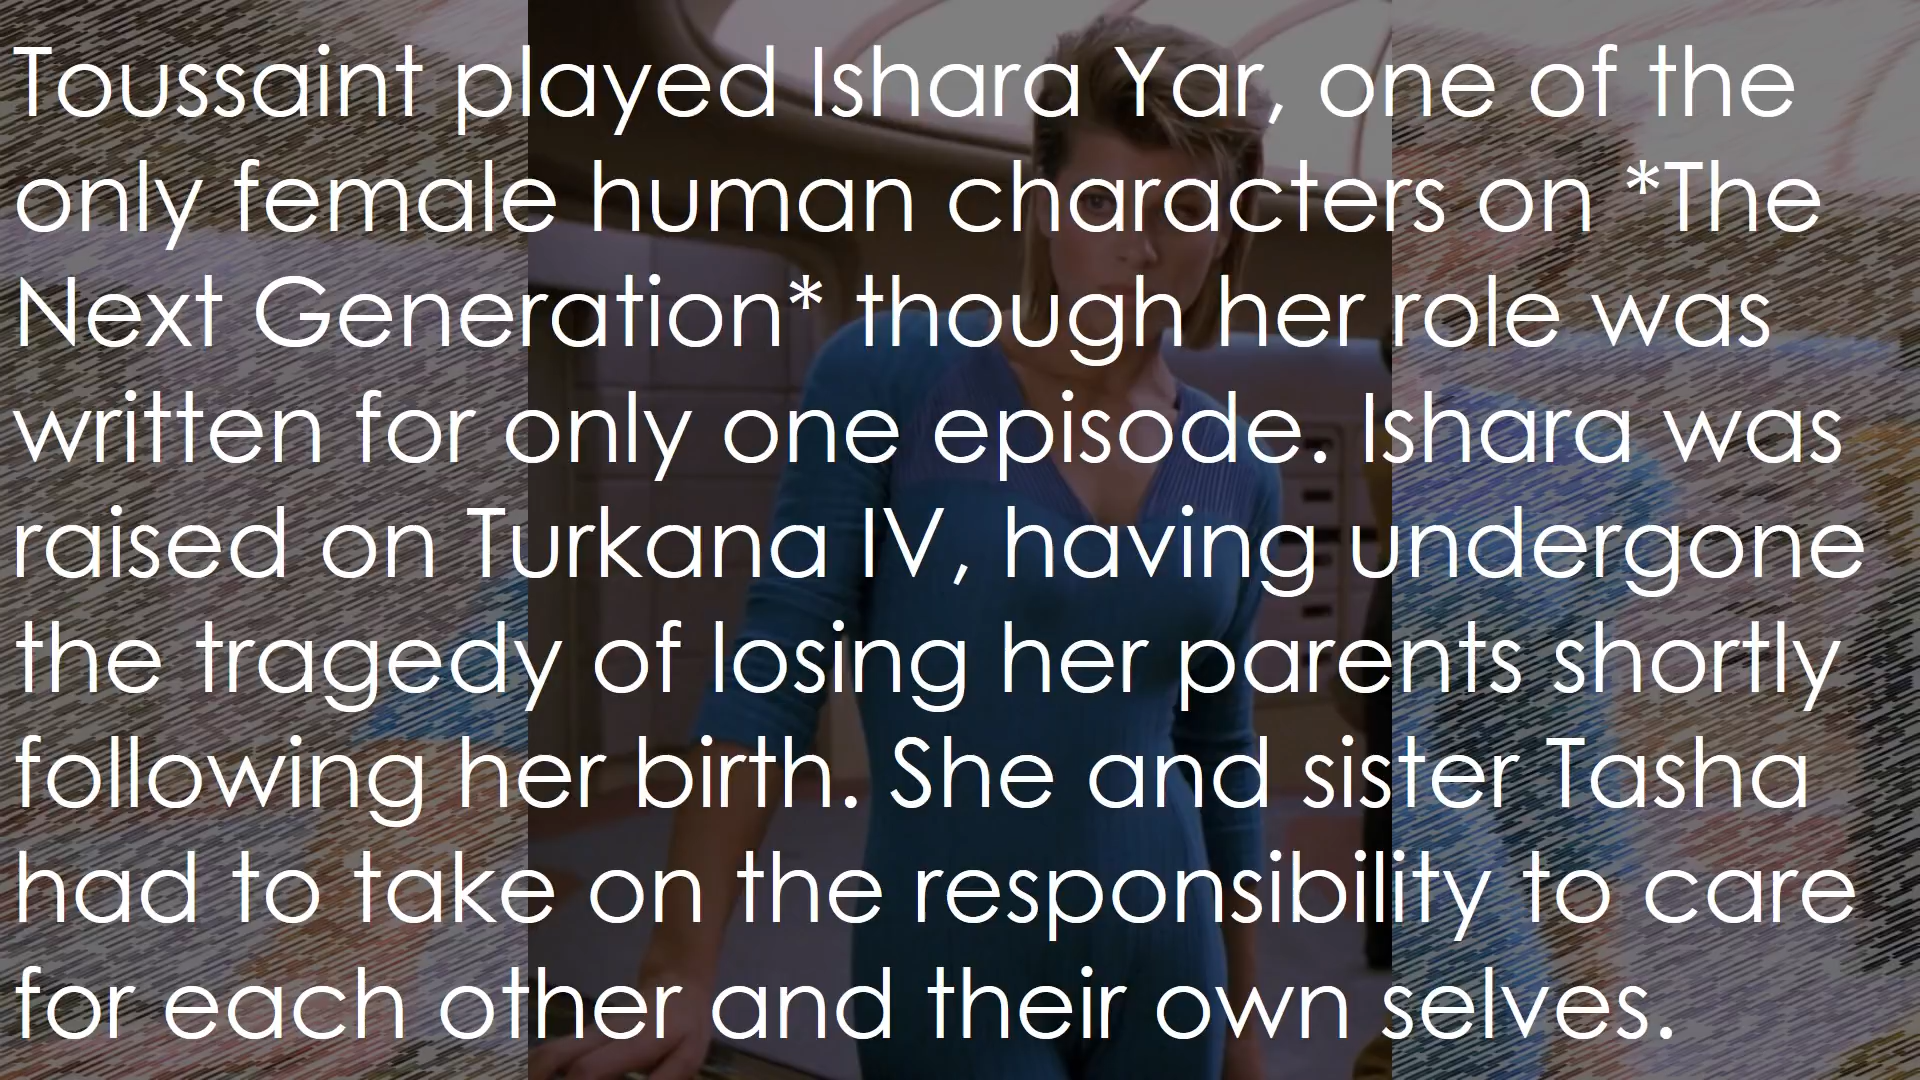 Toussaint played Ishara Yar, one of the
only female human characters on *The
Next Generation* though her role was
written for only one episode. Ishara was
raised on Turkana IV, having undergone
the tragedy of losing her parents shortly
following her birth. She and sister Tasha
had to take on the responsibility to care
for each other and their own selves.